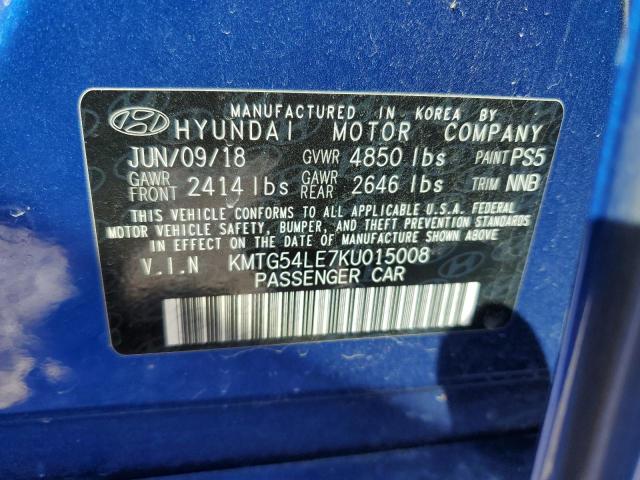 MANUFACTURED IN KOREA BY
HYUNDAI MOTOR COMPANY
JUN/09/18 GVWR 4850 lbs PAINT PS5
GAWR FRONT 2414 lbs GAWR REAR 2646 lbs TRIM NNB
THIS VEHICLE CONFORMS TO ALL APPLICABLE U.S.A. FEDERAL
MOTOR VEHICLE SAFETY, BUMPER, AND THEFT PREVENTION STANDARDS
IN EFFECT ON THE DATE OF MANUFACTURE SHOWN ABOVE
V.I.N KMTG54LE7KU015008
PASSENGER CAR